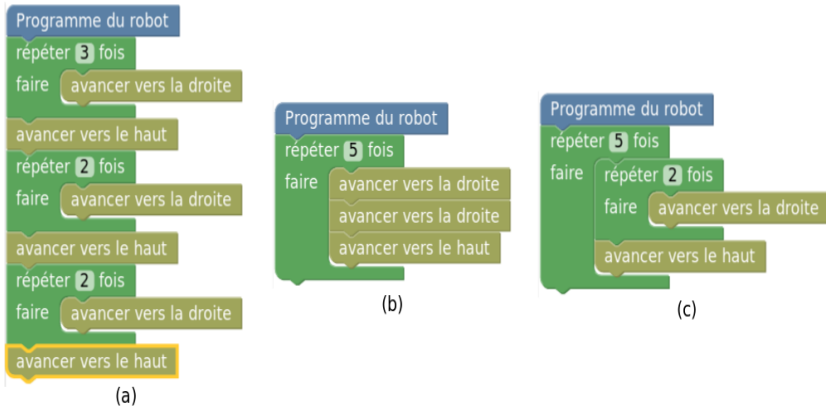 Programme du robot
répéter 3 fois
faire avancer vers la droite
avancer vers le haut
répéter 2 fois
faire avancer vers la droite
avancer vers le haut
répéter 2 fois
faire avancer vers la droite
avancer vers le haut
(a)
Programme du robot
répéter 5 fois
faire avancer vers la droite
avancer vers la droite
avancer vers le haut
(b)
Programme du robot
répéter 5 fois
faire répéter 2 fois
faire avancer vers la droite
avancer vers le haut
(c)